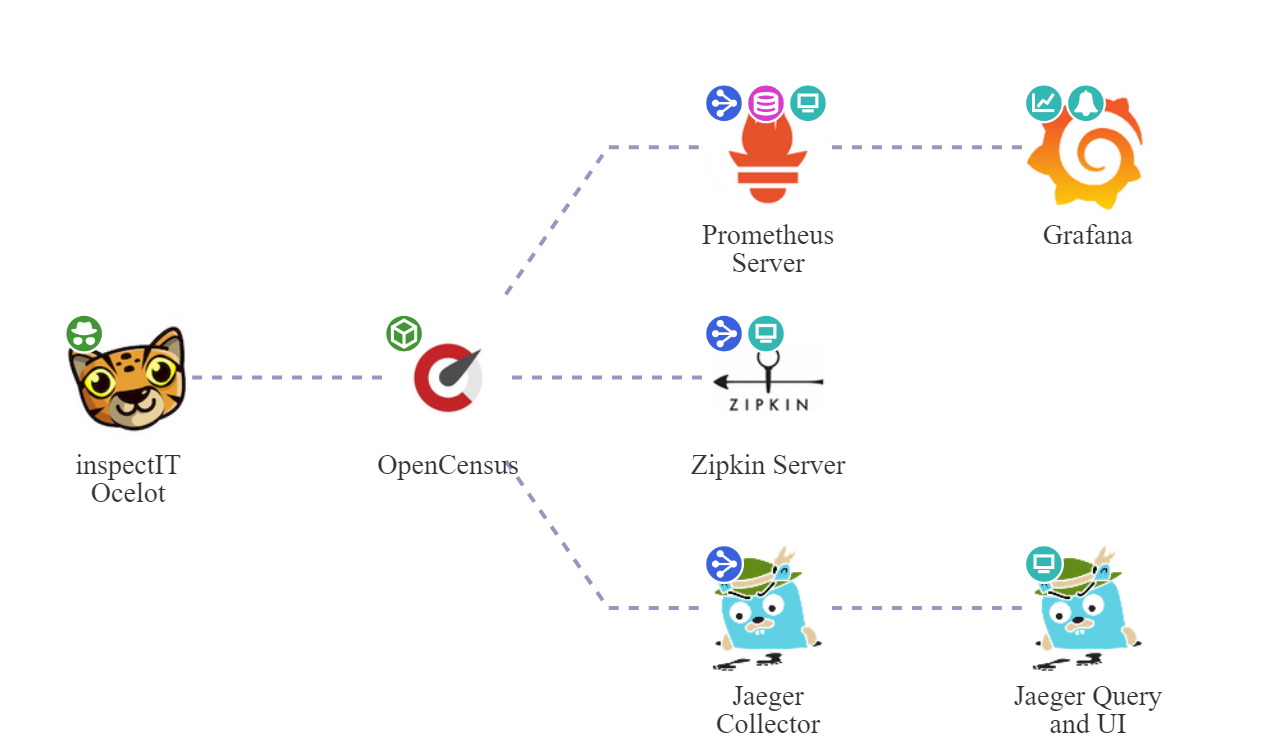 Prometheus
Server
Grafana
inspectIT
Ocelot
OpenCensus
ZIPKIN
Zipkin Server
Jaeger
Collector
Jaeger Query
and UI